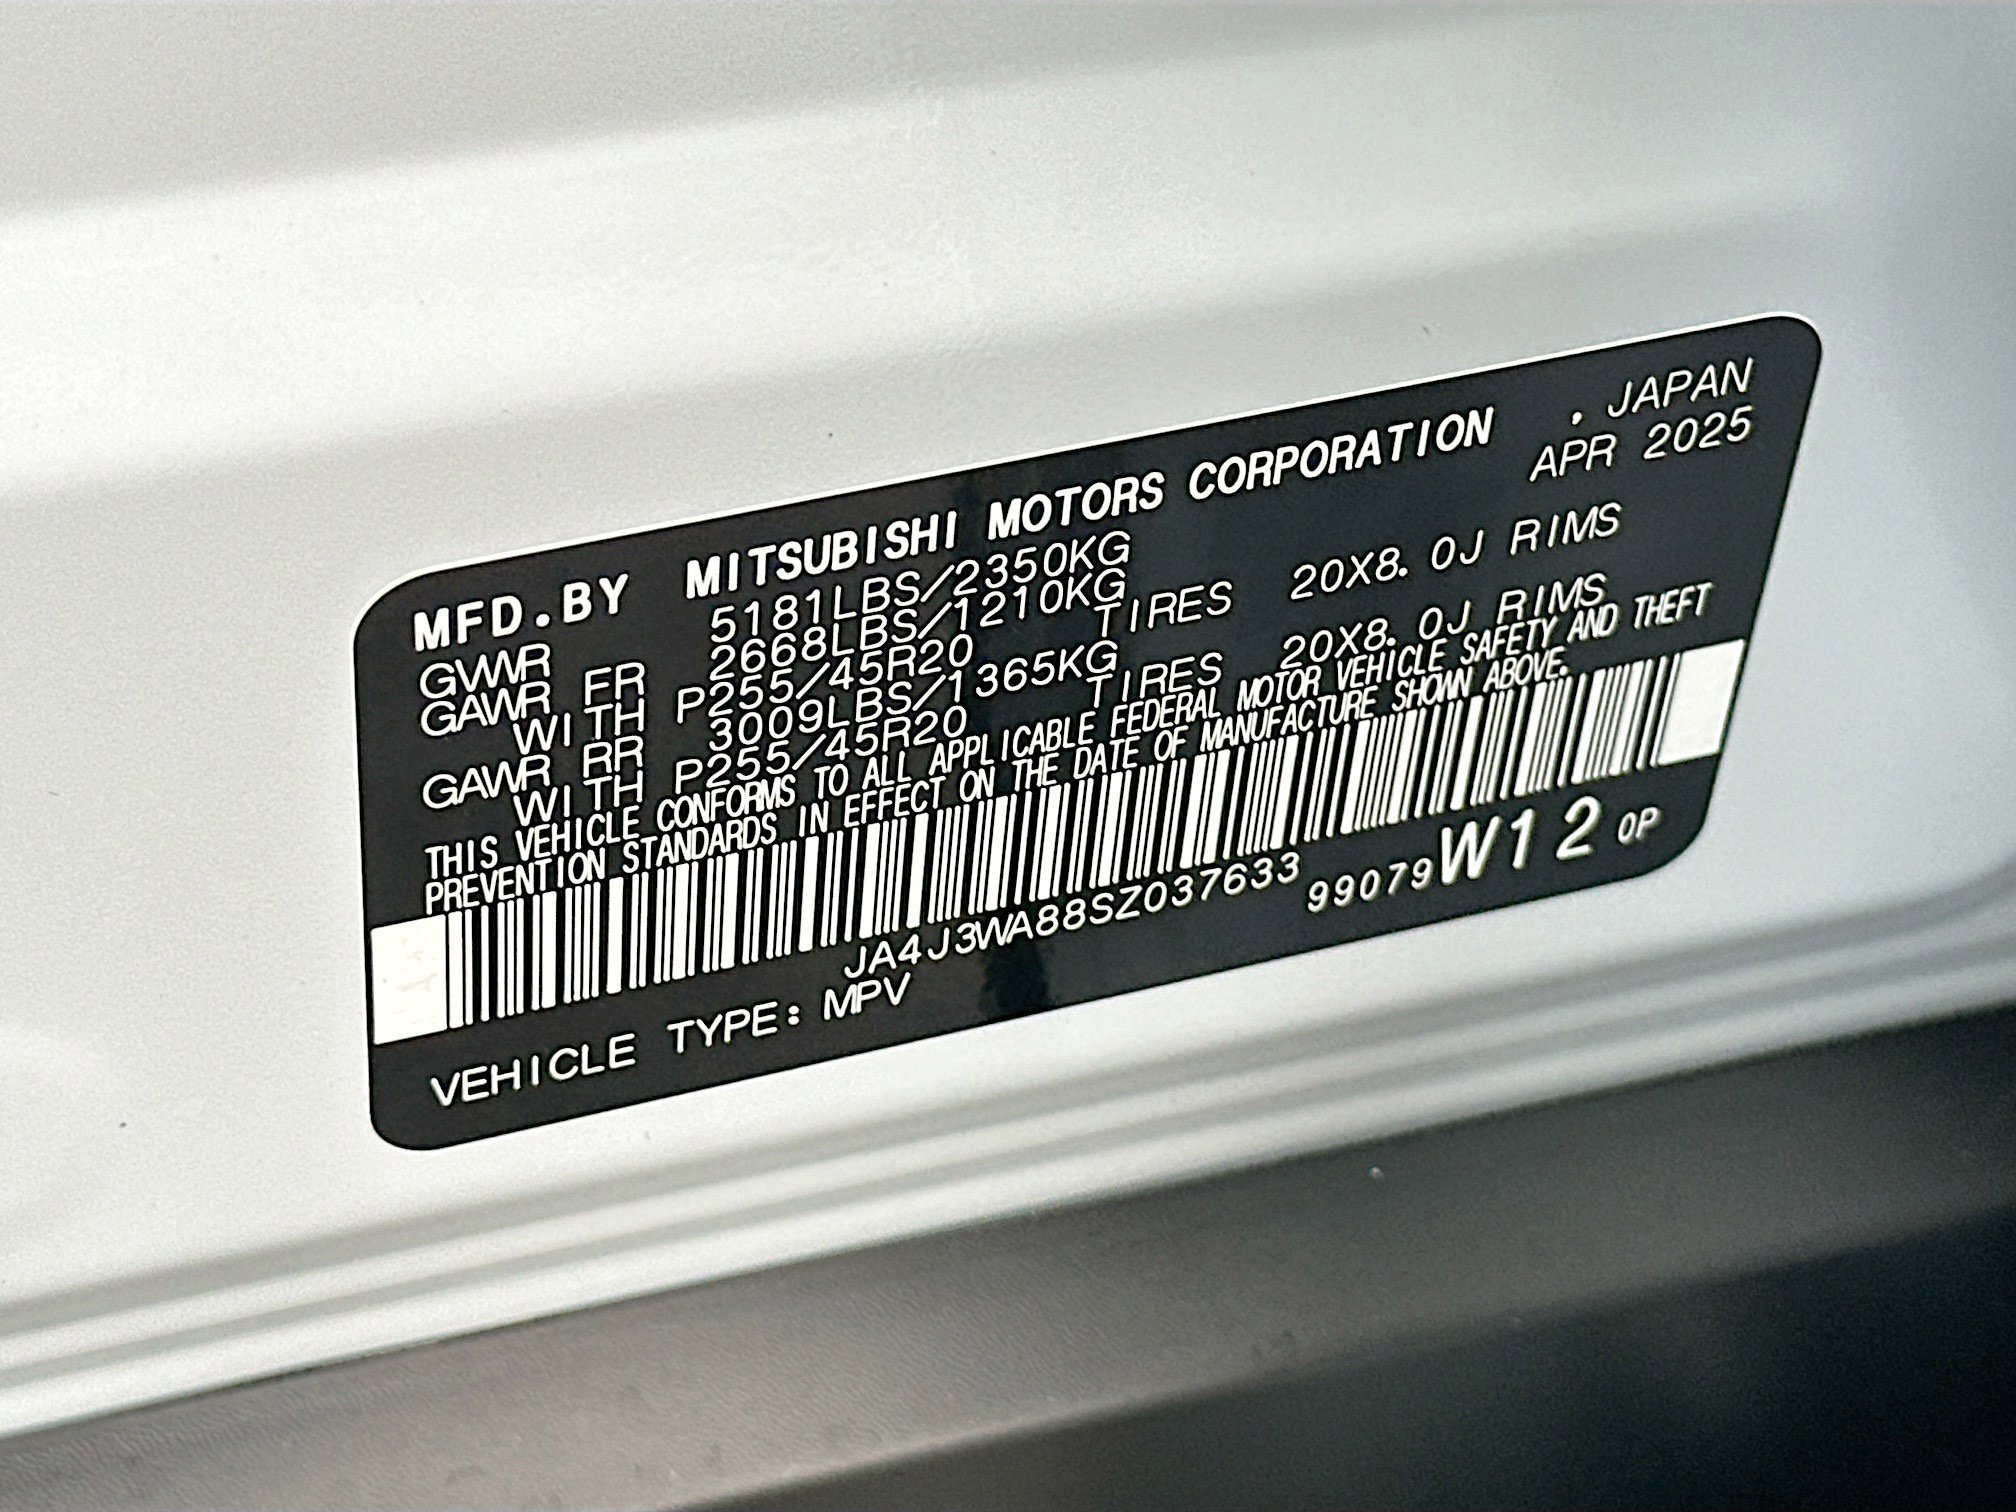 MFD.BY MITSUBISHI MOTORS CORPORATION . JAPAN
GVWR 5181LBS/2350KG APR 2025
GAWR FR 2668LBS/1210KG
WITH P255/45R20 TIRES 20X8.0J RIMS
GAWR RR 3009LBS/1365KG
WITH P255/45R20 TIRES 20X8.0J RIMS
THIS VEHICLE CONFORMS TO ALL APPLICABLE FEDERAL MOTOR VEHICLE SAFETY AND THEFT
PREVENTION STANDARDS IN EFFECT ON THE DATE OF MANUFACTURE SHOWN ABOVE.
JA4J3WA88SZ037633 99079W12 0P
VEHICLE TYPE: MPV